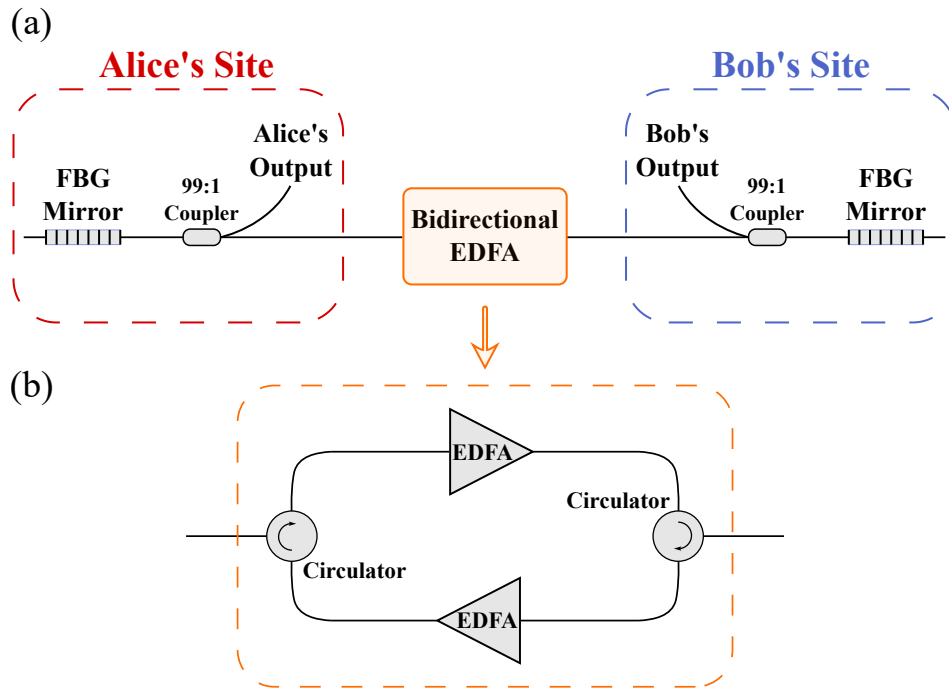 (a)
Alice's Site
Bob's Site
Alice's
Output
Bob's
Output
FBG
Mirror
99:1
Coupler
Bidirectional
EDFA
99:1
Coupler
FBG
Mirror
(b)
EDFA
Circulator
Circulator
EDFA